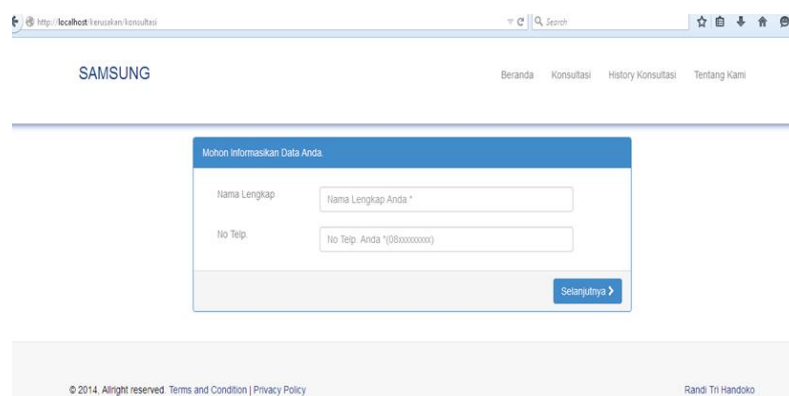 http://localhost/kerusakan/konsultasi Search
SAMSUNG Beranda Konsultasi History Konsultasi Tentang Kami
Mohon Informasikan Data Anda.
Nama Lengkap Nama Lengkap Anda *
No Telp. No Telp. Anda *(08xxxxxxxxx)
Selanjutnya
© 2014, Allright reserved. Terms and Condition | Privacy Policy Randi Tri Handoko